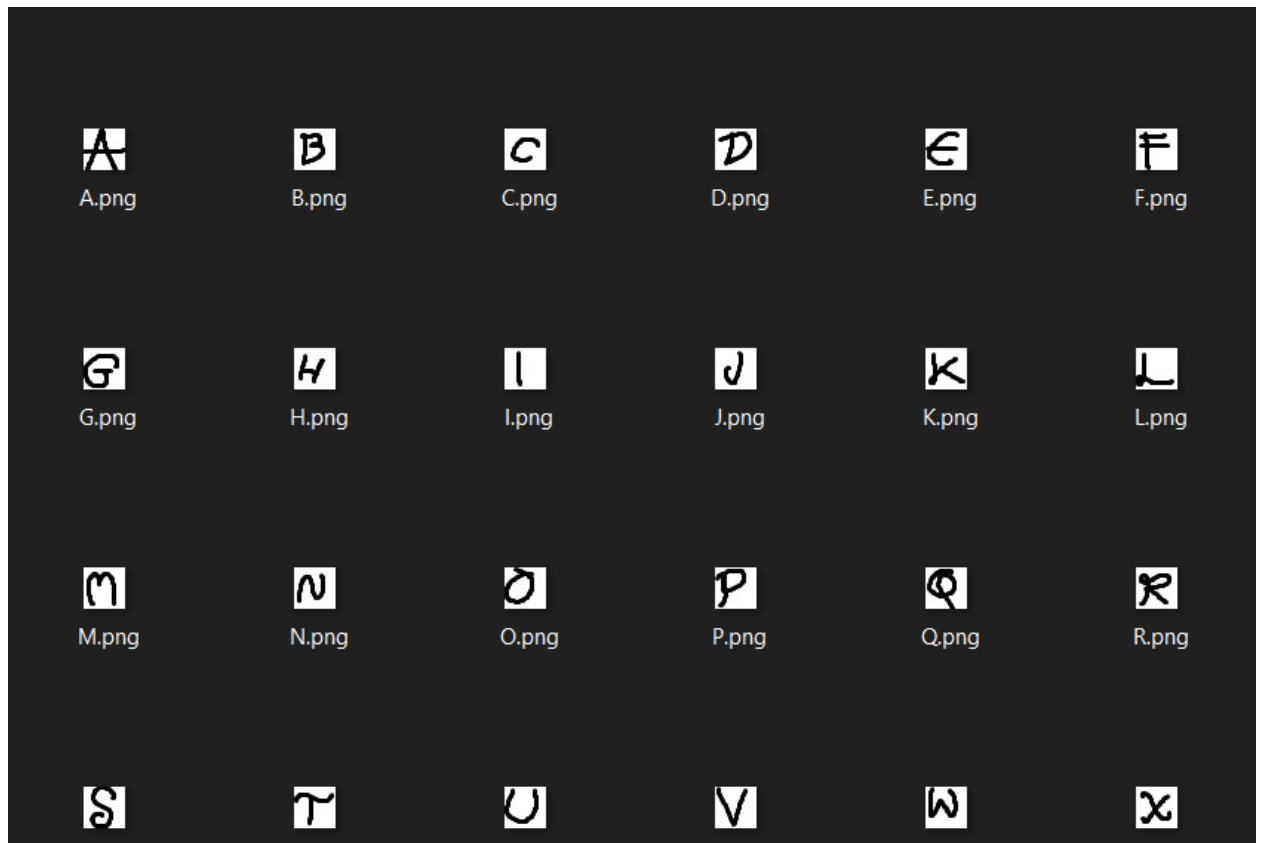 A B C D E F
A.png B.png C.png D.png E.png F.png
G H I J K L
G.png H.png I.png J.png K.png L.png
M N O P Q R
M.png N.png O.png P.png Q.png R.png
S T U V W X